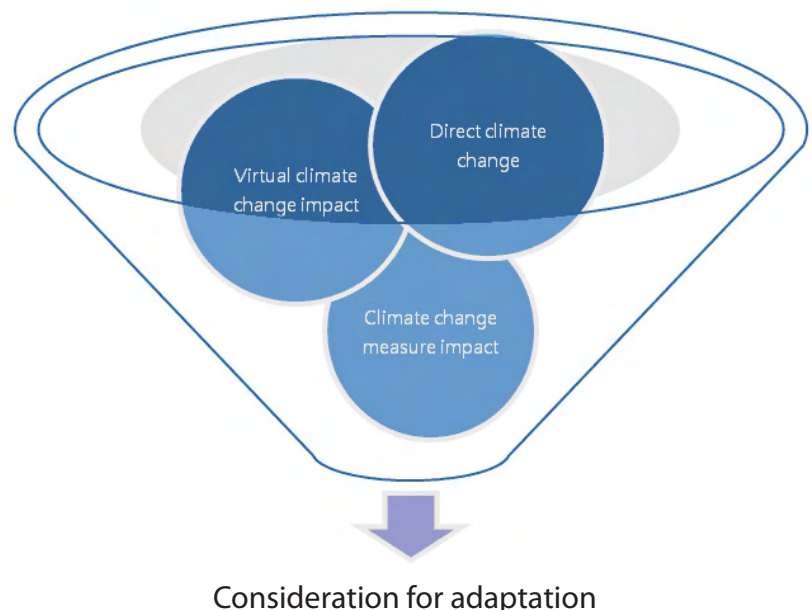 Direct climate
change
Virtual climate
change impact
Climate change
measure impact
Consideration for adaptation